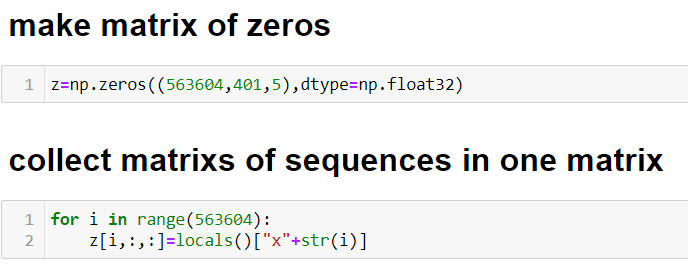 make matrix of zeros
1 z=np.zeros((563604,401,5),dtype=np.float32)
collect matrixs of sequences in one matrix
1 for i in range(563604):
2     z[i,:,:]=locals()["x"+str(i)]